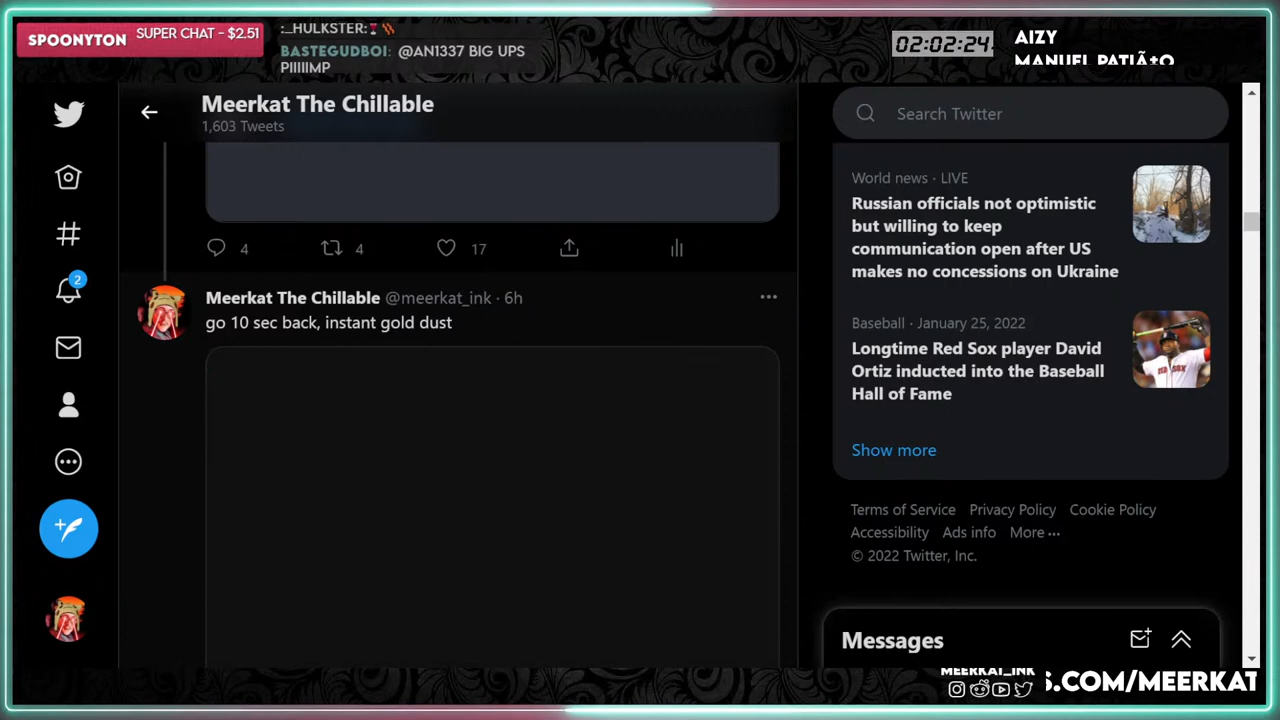 SPOONYTON SUPER CHAT - $2.51
:_HULKSTER:
BASTEGUDBOI: @AN1337 BIG UPS
PIIIIMP
02:02:24
AIZY
MANUEL PATIÃ±O
Meerkat The Chillable
1,603 Tweets
4
4
17
Meerkat The Chillable @meerkat_ink · 6h
go 10 sec back, instant gold dust
2
Search Twitter
World news · LIVE
Russian officials not optimistic
but willing to keep
communication open after US
makes no concessions on Ukraine
Baseball · January 25, 2022
Longtime Red Sox player David
Ortiz inducted into the Baseball
Hall of Fame
Show more
Terms of Service Privacy Policy Cookie Policy
Accessibility Ads info More ···
© 2022 Twitter, Inc.
Messages
MEERKAT_INK
S.COM/MEERKAT